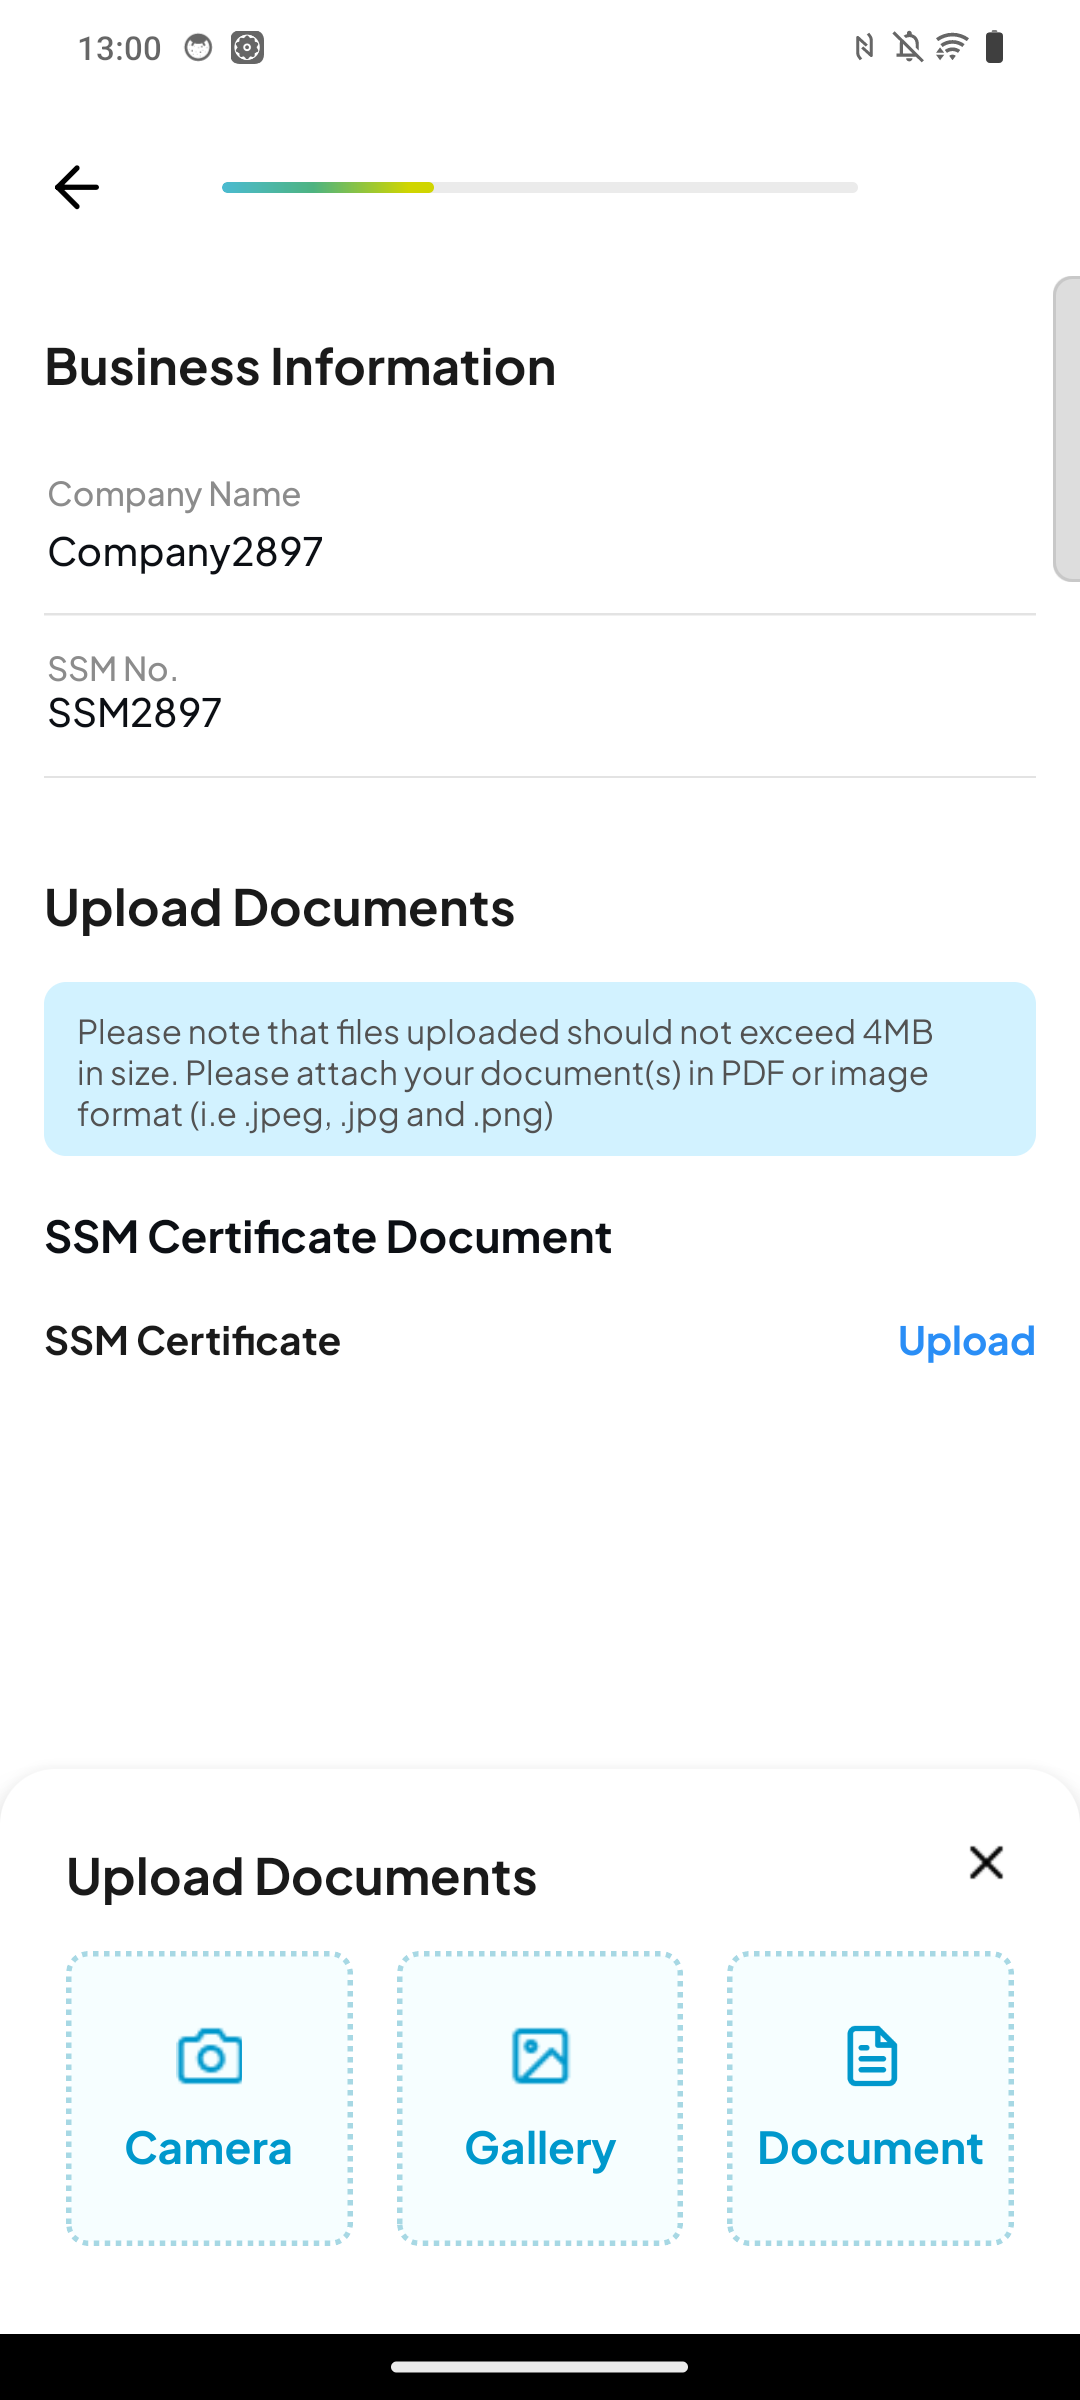 13:00
Business Information
Company Name
Company2897
SSM No.
SSM2897
Upload Documents
Please note that files uploaded should not exceed 4MB
in size. Please attach your document(s) in PDF or image
format (i.e .jpeg, .jpg and .png)
SSM Certificate Document
SSM Certificate
Upload
Upload Documents
Camera
Gallery
Document